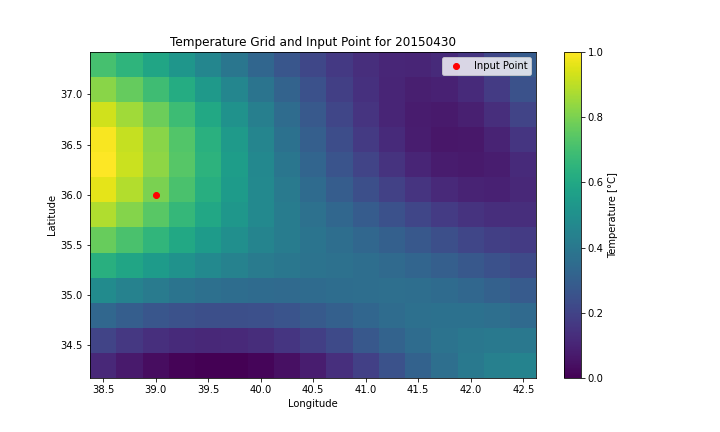 Temperature Grid and Input Point for 20150430
Input Point
37.0
36.5
36.0
35.5
35.0
34.5
Latitude
38.5 39.0 39.5 40.0 40.5 41.0 41.5 42.0 42.5
Longitude
1.0
0.8
0.6
0.4
0.2
0.0
Temperature [°C]